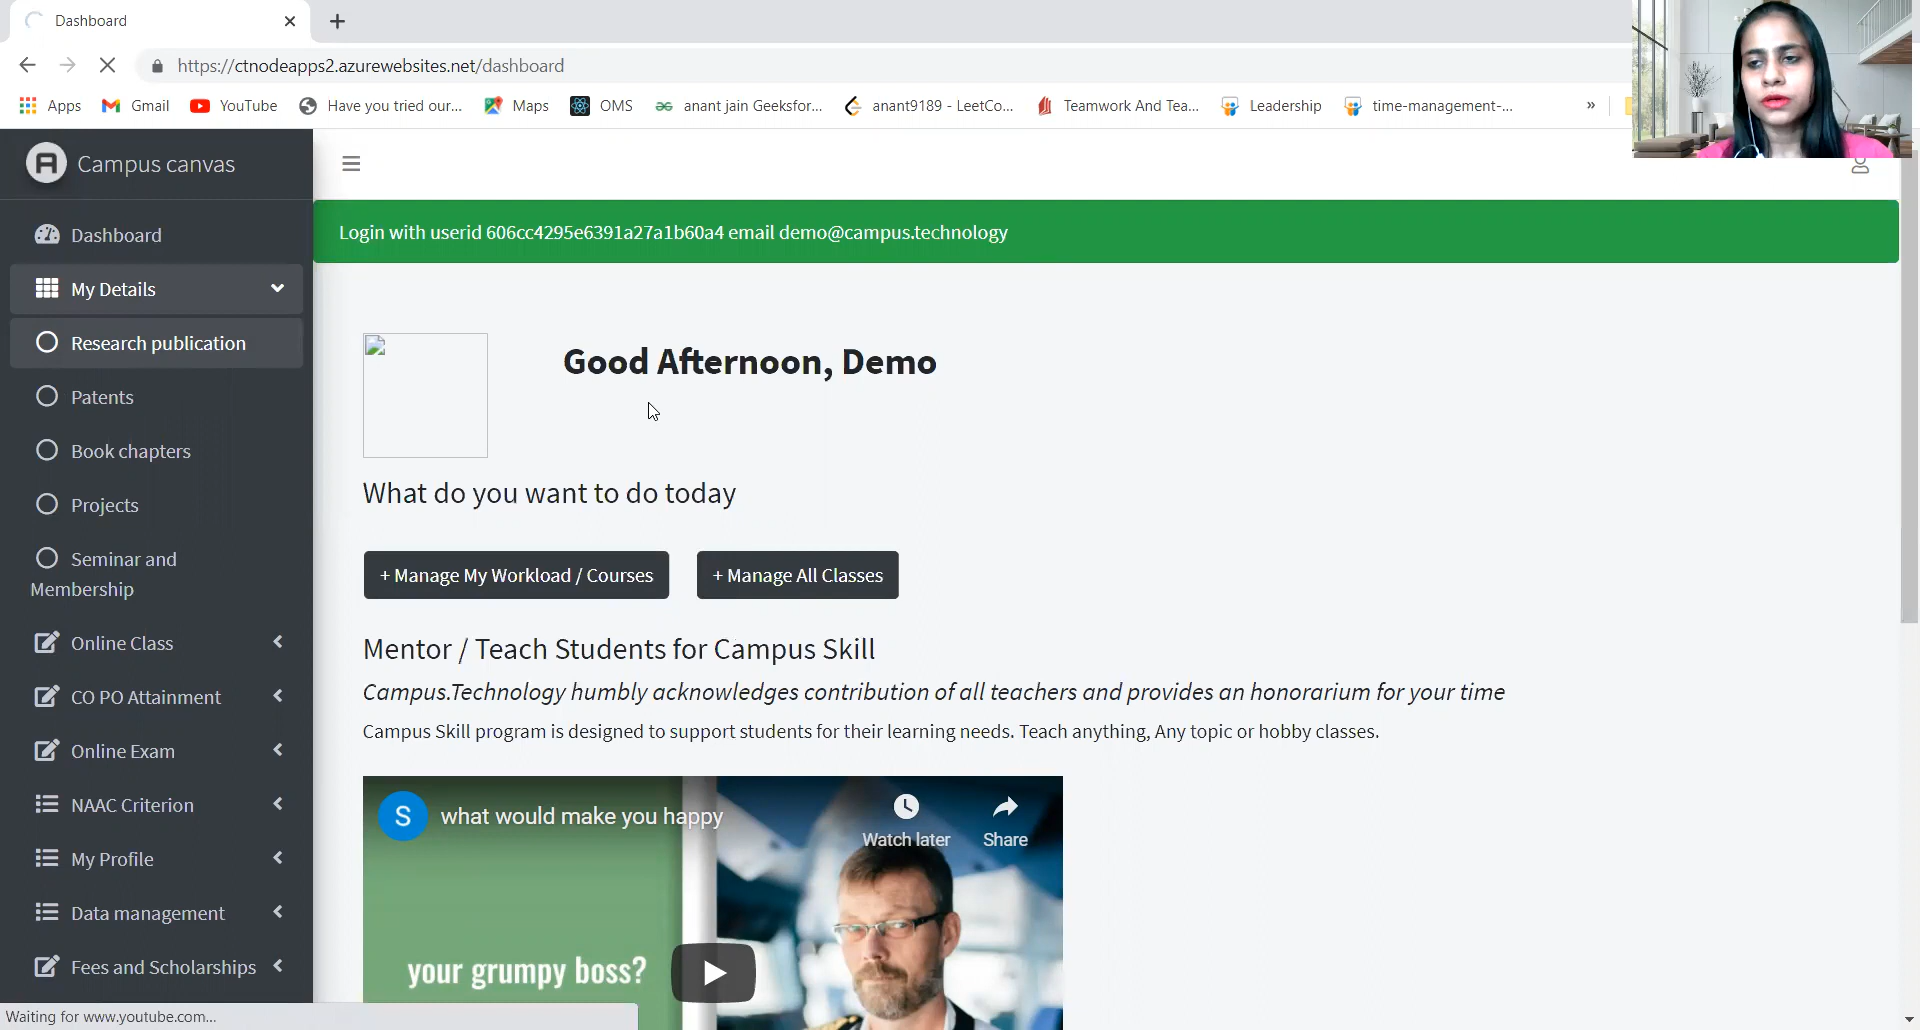 Dashboard
https://ctnodeapps2.azurewebsites.net/dashboard
Apps
Gmail
YouTube
Have you tried our...
Maps
OMS
anant jain Geeksfor...
anant9189 - LeetCo...
Teamwork And Tea...
Leadership
time-management-...
»
Campus canvas
Login with userid 606cc4295e6391a27a1b60a4 email demo@campus.technology
Dashboard
My Details
Research publication
Patents
Book chapters
Projects
Seminar and
Membership
Online Class
CO PO Attainment
Online Exam
NAAC Criterion
My Profile
Data management
Fees and Scholarships
Good Afternoon, Demo
What do you want to do today
+ Manage My Workload / Courses
+ Manage All Classes
Mentor / Teach Students for Campus Skill
Campus.Technology humbly acknowledges contribution of all teachers and provides an honorarium for your time
Campus Skill program is designed to support students for their learning needs. Teach anything, Any topic or hobby classes.
S
what would make you happy
Watch later
Share
your grumpy boss?
Waiting for www.youtube.com...